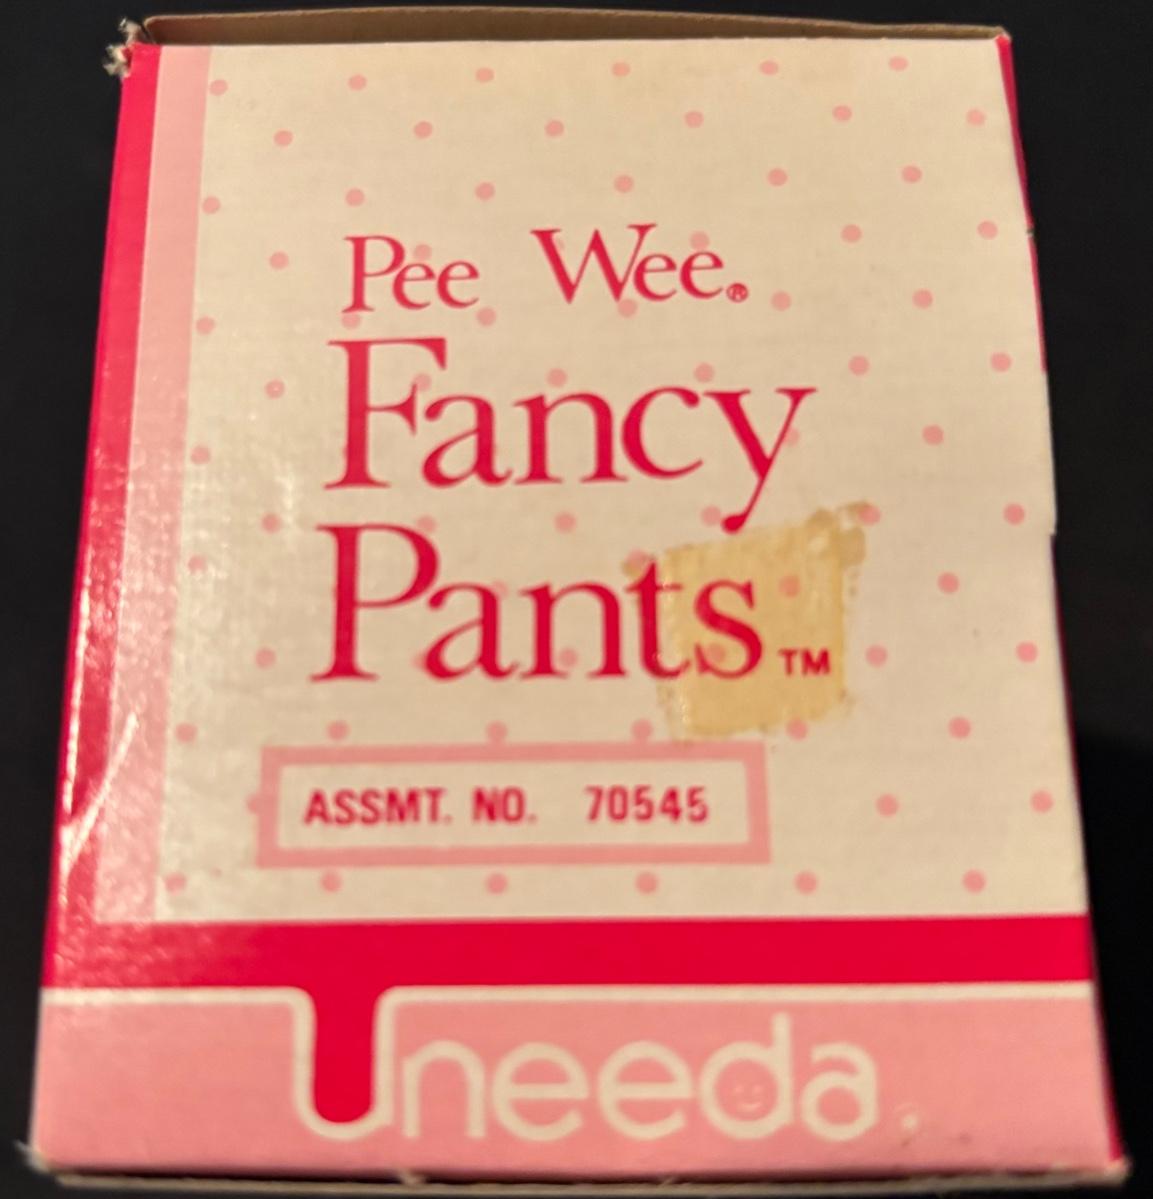 Pee Wee®
Fancy
Pants™
ASSMT. NO. 70545
Uneeda